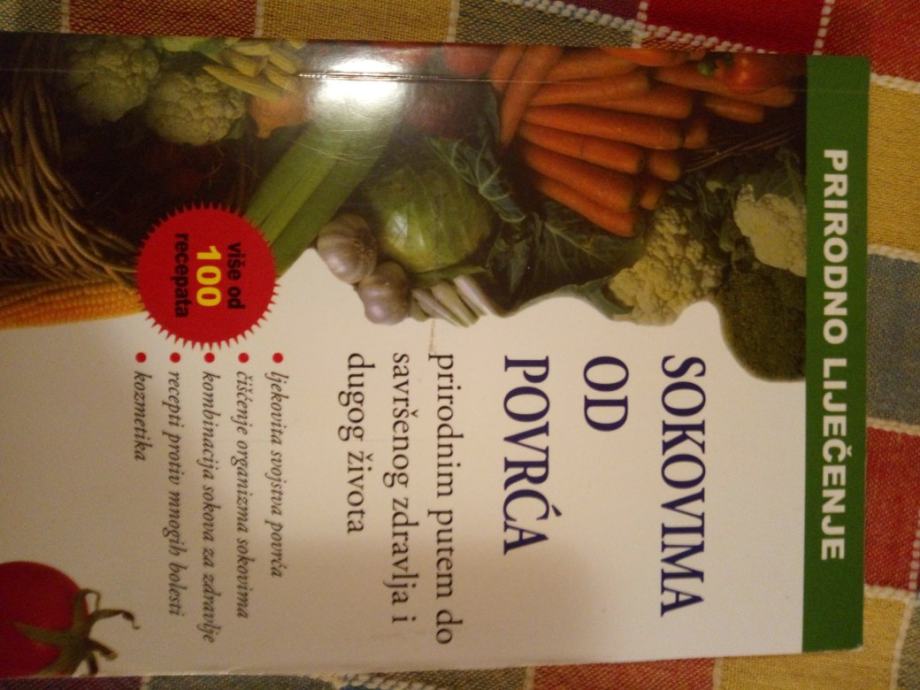 PRIRODNO LIJEČENJE
SOKOVIMA
OD
POVRĆA
prirodnim putem do
savršenog zdravlja i
dugog života
više od
100
recepata
• ljekovita svojstva povrća
• čišćenje organizma sokovima
• kombinacija sokova za zdravlje
• recepti protiv mnogih bolesti
• kozmetika